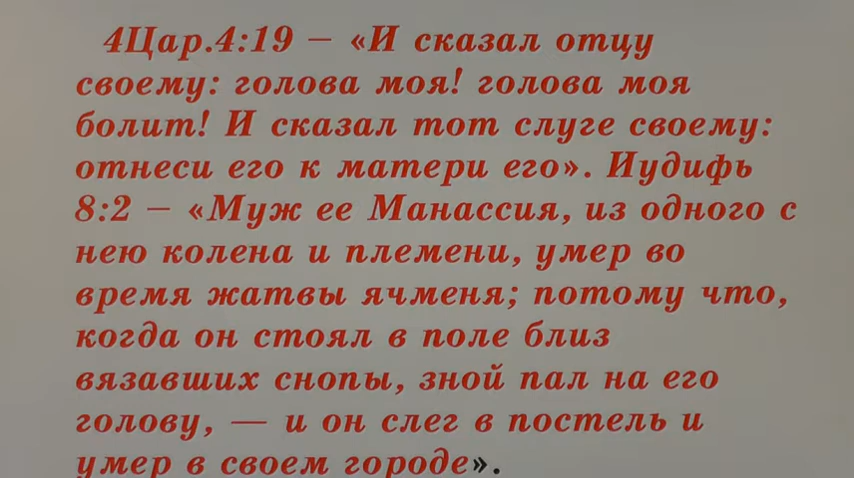 4Цар.4:19 – «И сказал отцу
своему: голова моя! голова моя
болит! И сказал тот слуге своему:
отнеси его к матери его». Иудифь
8:2 – «Муж ее Манассия, из одного с
нею колена и племени, умер во
время жатвы ячменя; потому что,
когда он стоял в поле близ
вязавших снопы, зной пал на его
голову, — и он слег в постель и
умер в своем городе».